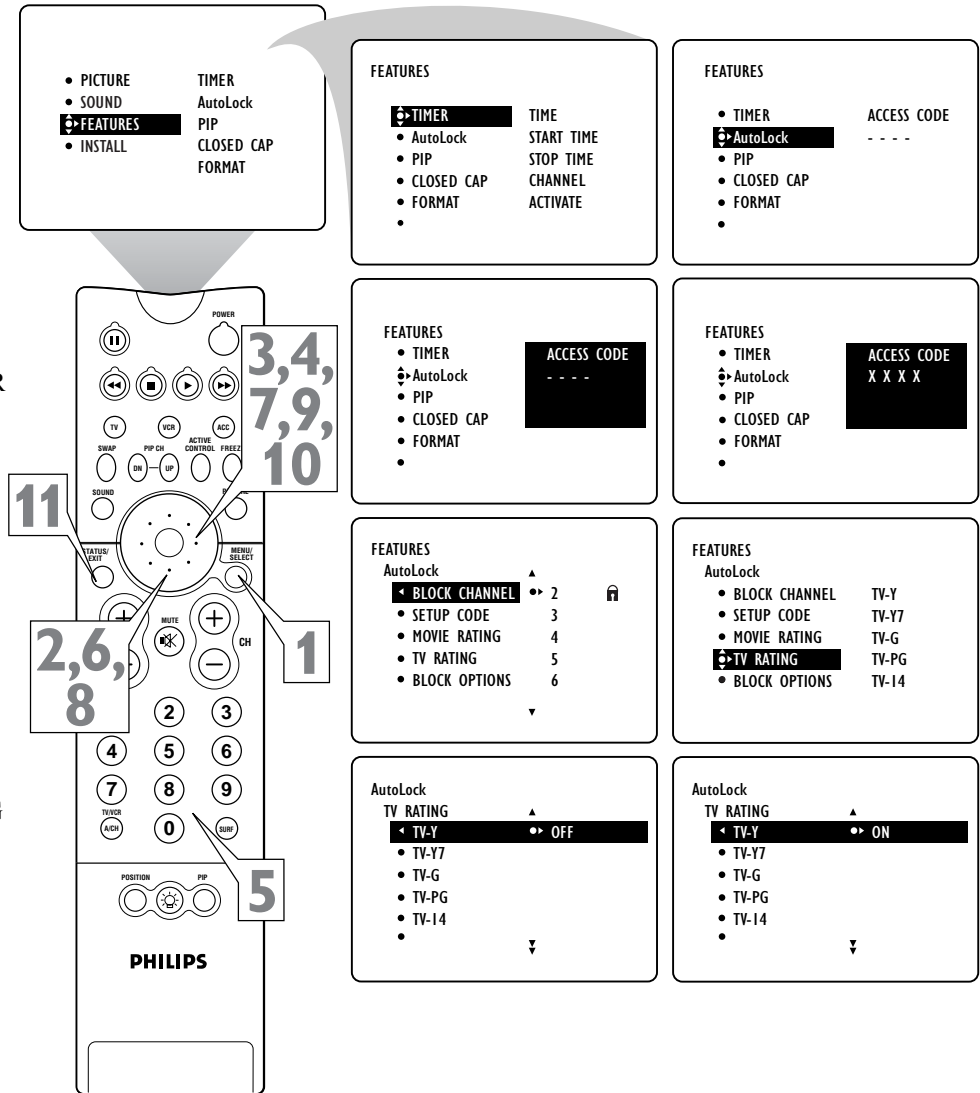 PICTURE TIMER
SOUND AutoLock
FEATURES PIP
INSTALL CLOSED CAP
FORMAT
FEATURES
TIMER TIME
AutoLock START TIME
PIP STOP TIME
CLOSED CAP CHANNEL
FORMAT ACTIVATE
FEATURES
TIMER ACCESS CODE
AutoLock - - - -
PIP
CLOSED CAP
FORMAT
FEATURES
TIMER ACCESS CODE
AutoLock - - - -
PIP
CLOSED CAP
FORMAT
FEATURES
TIMER ACCESS CODE
AutoLock X X X X
PIP
CLOSED CAP
FORMAT
FEATURES
AutoLock
BLOCK CHANNEL 2
SETUP CODE 3
MOVIE RATING 4
TV RATING 5
BLOCK OPTIONS 6
FEATURES
AutoLock
BLOCK CHANNEL TV-Y
SETUP CODE TV-Y7
MOVIE RATING TV-G
TV RATING TV-PG
BLOCK OPTIONS TV-14
AutoLock
TV RATING
TV-Y OFF
TV-Y7
TV-G
TV-PG
TV-14
AutoLock
TV RATING
TV-Y ON
TV-Y7
TV-G
TV-PG
TV-14
R
POWER
3,4,
7,9,
10
TV VCR ACC
SWAP PIP CH ACTIVE CONTROL FREEZ
DN UP
SOUND
11
STATUS/
EXIT
MENU/
SELECT
1
MUTE
CH
2,6,
8
2 3
4 5 6
7 8 9
TV/VCR
A/CH 0 SURF
5
POSITION PIP
PHILIPS